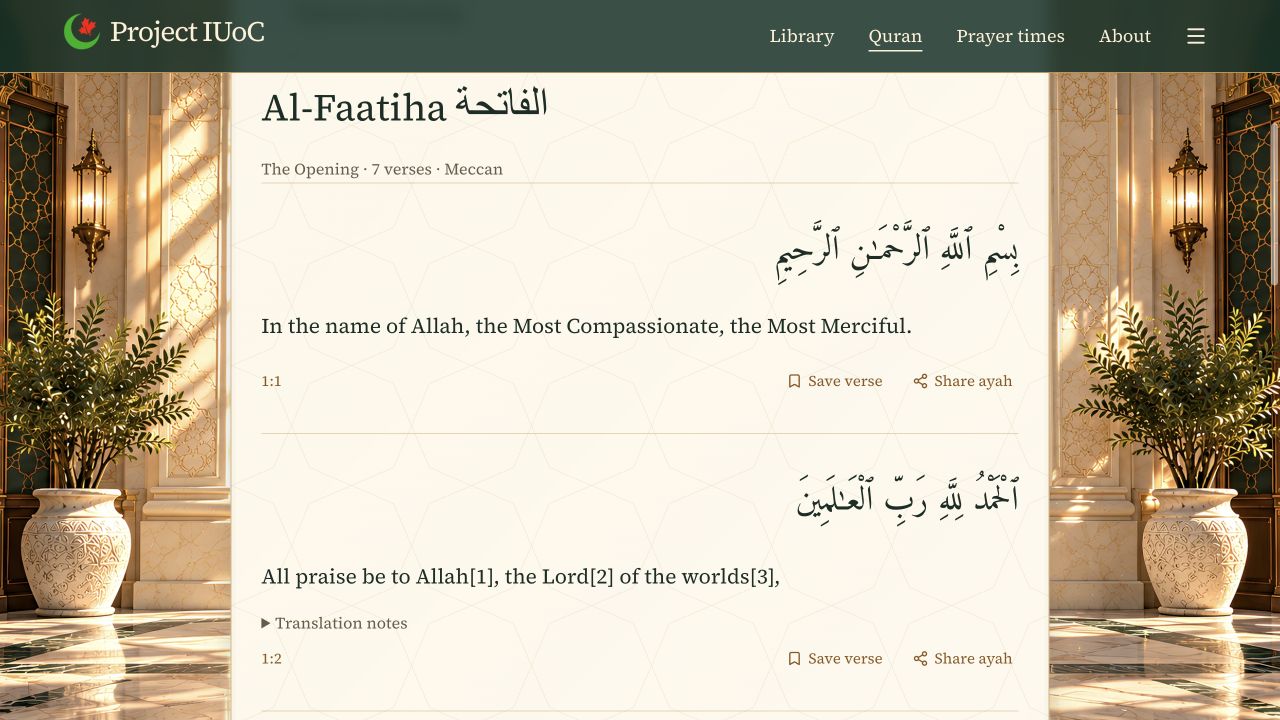 Project IUoC
Library Quran Prayer times About
Al-Faatiha الفاتحة
The Opening · 7 verses · Meccan
بِسْمِ ٱللَّهِ ٱلرَّحْمَـٰنِ ٱلرَّحِيمِ
In the name of Allah, the Most Compassionate, the Most Merciful.
1:1 Save verse Share ayah
ٱلْحَمْدُ لِلَّهِ رَبِّ ٱلْعَـٰلَمِينَ
All praise be to Allah[1], the Lord[2] of the worlds[3],
Translation notes
1:2 Save verse Share ayah